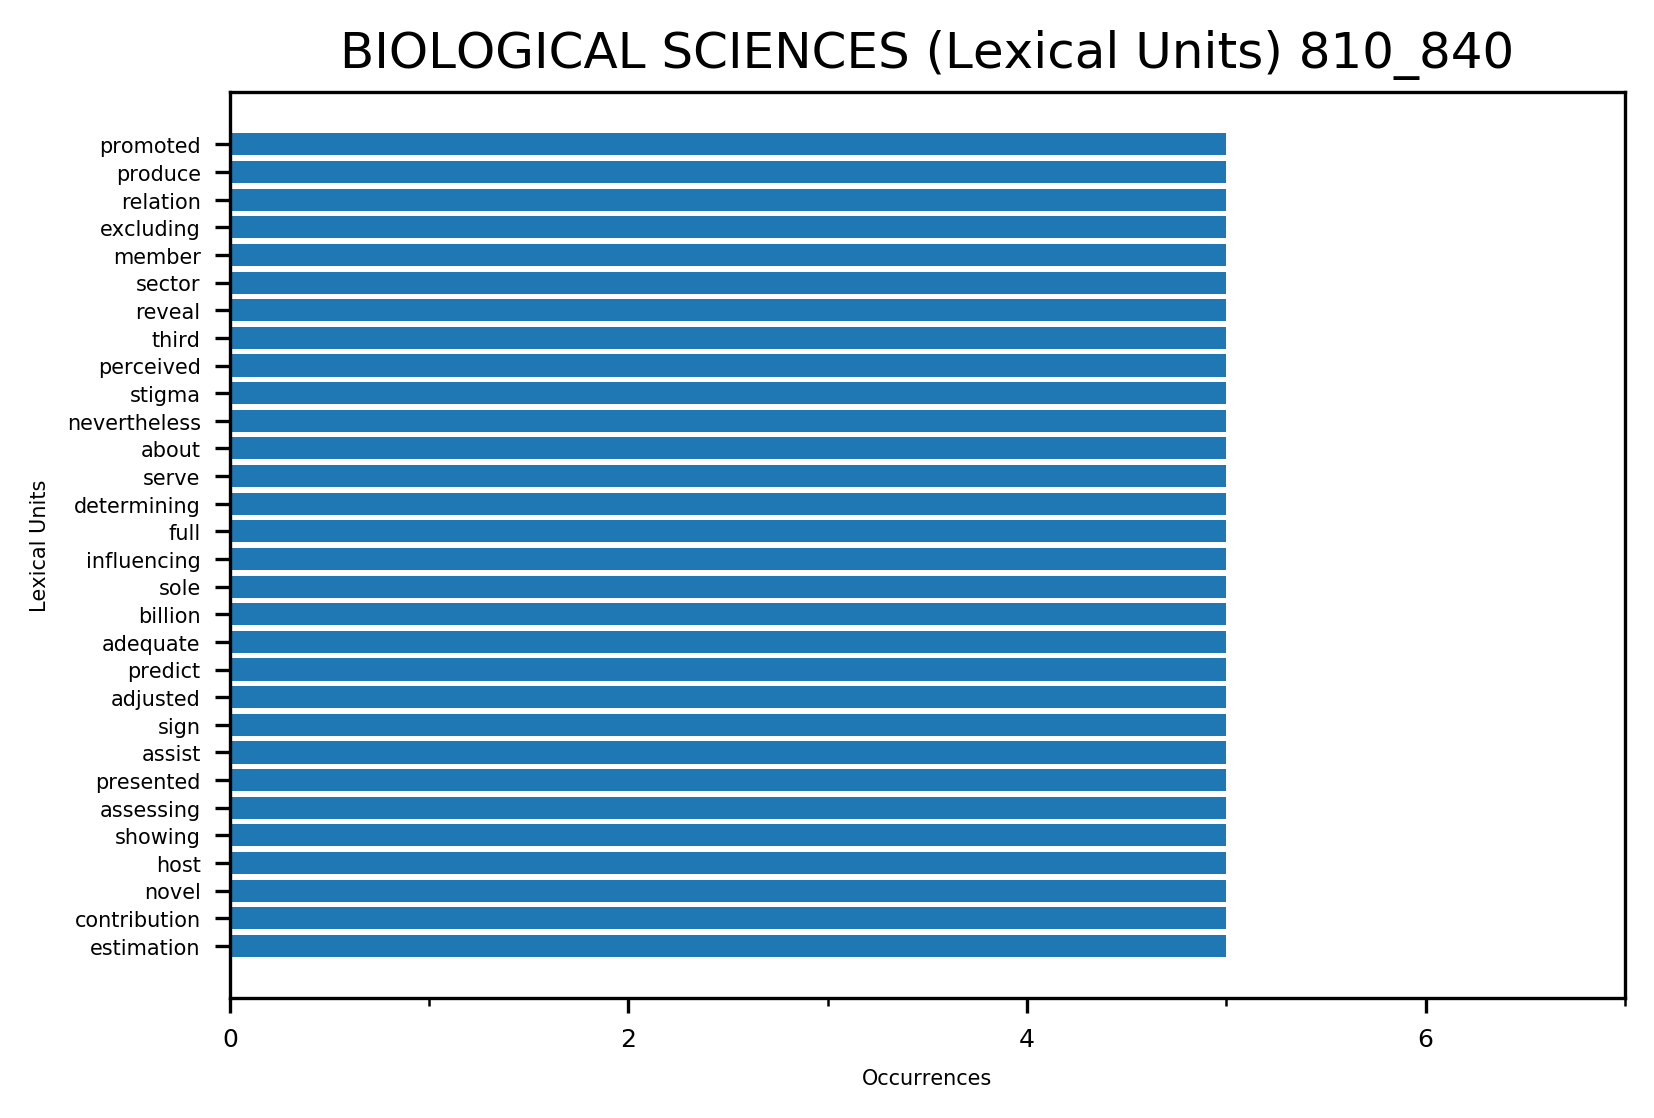 BIOLOGICAL SCIENCES (Lexical Units) 810_840
promoted
produce
relation
excluding
member
sector
reveal
third
perceived
stigma
nevertheless
about
serve
determining
full
influencing
sole
billion
adequate
predict
adjusted
sign
assist
presented
assessing
showing
host
novel
contribution
estimation
Lexical Units
0 2 4 6
Occurrences